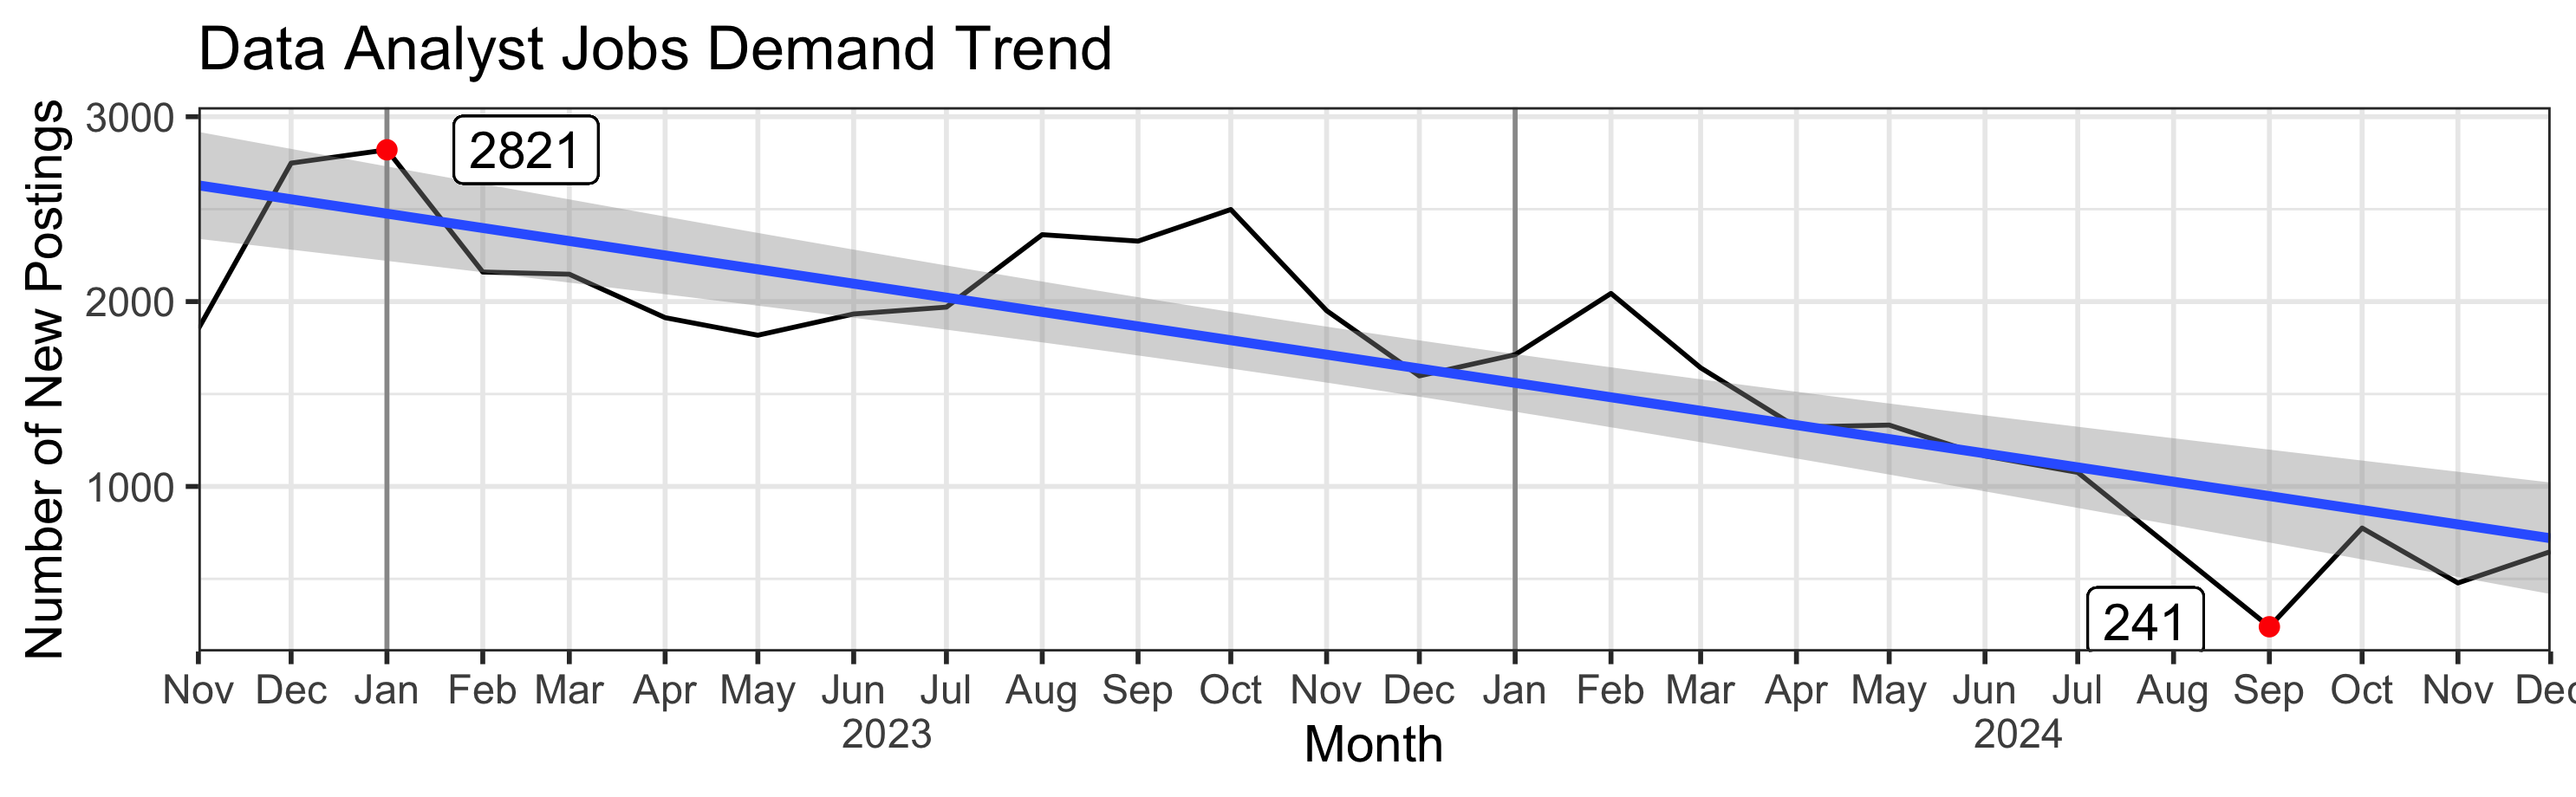 Data Analyst Jobs Demand Trend
Number of New Postings
3000
2000
1000
2821
241
Nov Dec Jan Feb Mar Apr May Jun Jul Aug Sep Oct Nov Dec Jan Feb Mar Apr May Jun Jul Aug Sep Oct Nov Dec
2023 2024
Month